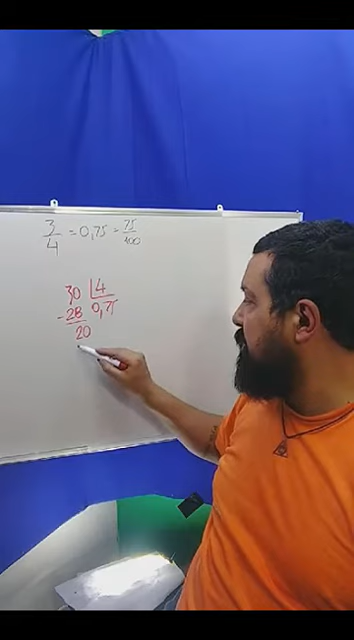 3/4 = 0,75 = 75/100
30 | 4
-28 0,75
20